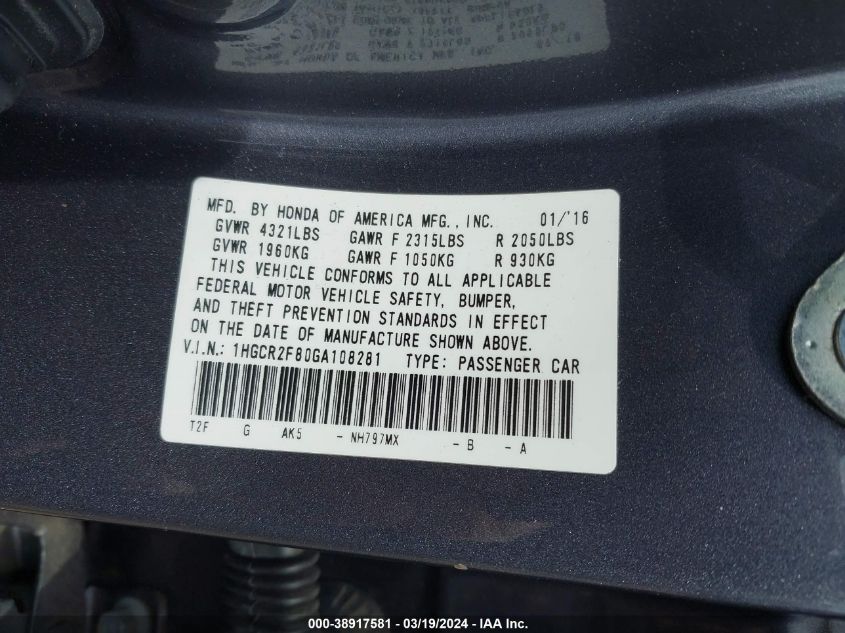 MFD. BY HONDA OF AMERICA MFG., INC. 01/'16
GVWR 4321LBS GAWR F 2315LBS R 2050LBS
GVWR 1960KG GAWR F 1050KG R 930KG
THIS VEHICLE CONFORMS TO ALL APPLICABLE
FEDERAL MOTOR VEHICLE SAFETY, BUMPER,
AND THEFT PREVENTION STANDARDS IN EFFECT
ON THE DATE OF MANUFACTURE SHOWN ABOVE.
V.I.N.: 1HGCR2F80GA108281 TYPE: PASSENGER CAR
T2F G AK5 - NH797MX - B - A
000-38917581 / 03/19/2024 - IAA Inc.